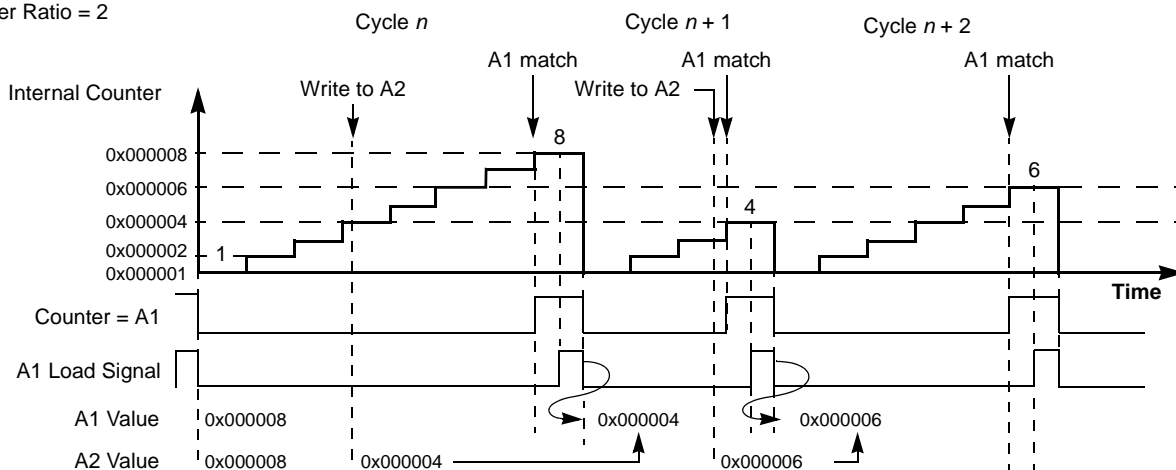 er Ratio = 2
Cycle n
Cycle n + 1
Cycle n + 2
A1 match
A1 match
A1 match
Internal Counter
Write to A2
Write to A2
8
0x000008
6
0x000006
4
0x000004
0x000002
1
0x000001
Time
Counter = A1
A1 Load Signal
A1 Value
0x000008
0x000004
0x000006
A2 Value
0x000008
0x000004
0x000006